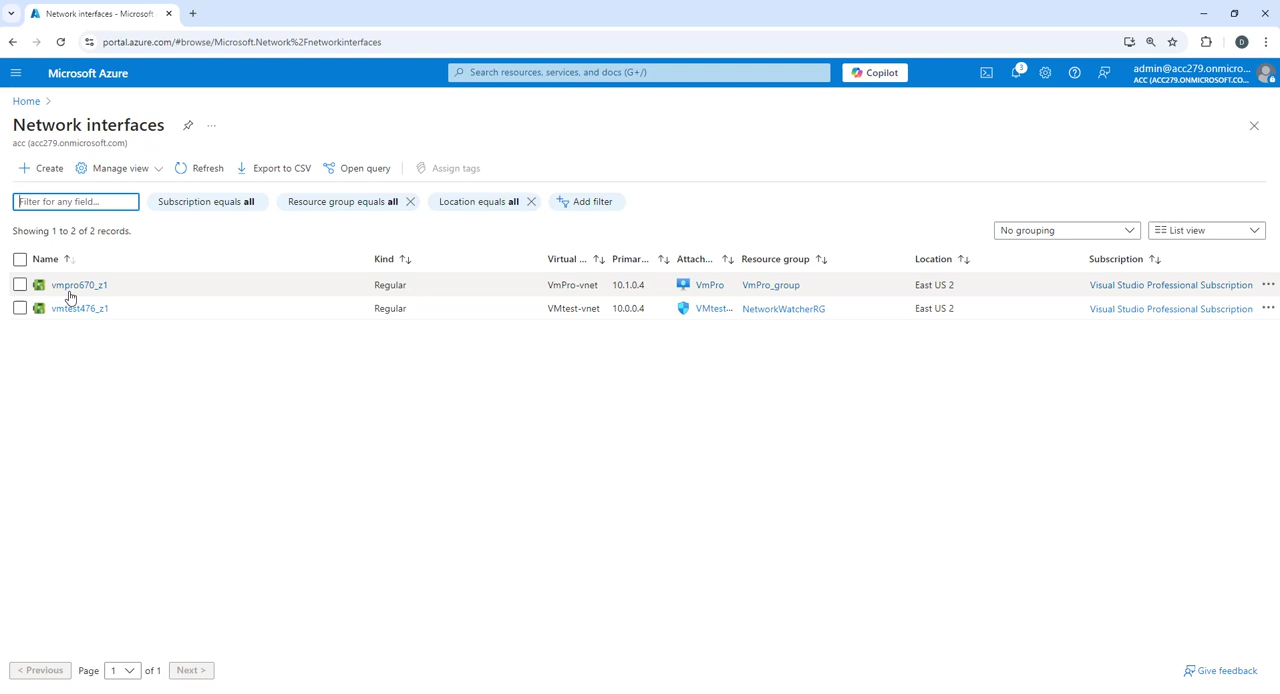 Network interfaces - Microsoft
portal.azure.com/#browse/Microsoft.Network%2Fnetworkinterfaces
D
Microsoft Azure
Search resources, services, and docs (G+/)
Copilot
3
admin@acc279.onmicro...
ACC (ACC279.ONMICROSOFT.CO...
Home
Network interfaces
...
acc (acc279.onmicrosoft.com)
Create
Manage view
Refresh
Export to CSV
Open query
Assign tags
Filter for any field...
Subscription equals all
Resource group equals all
Location equals all
Add filter
Showing 1 to 2 of 2 records.
No grouping
List view
Name Kind Virtual ... Primar... Attach... Resource group Location Subscription
vmpro670_z1 Regular VmPro-vnet 10.1.0.4 VmPro VmPro_group East US 2 Visual Studio Professional Subscription ...
vmtest476_z1 Regular VMtest-vnet 10.0.0.4 VMtest... NetworkWatcherRG East US 2 Visual Studio Professional Subscription ...
< Previous Page 1 of 1 Next >
Give feedback